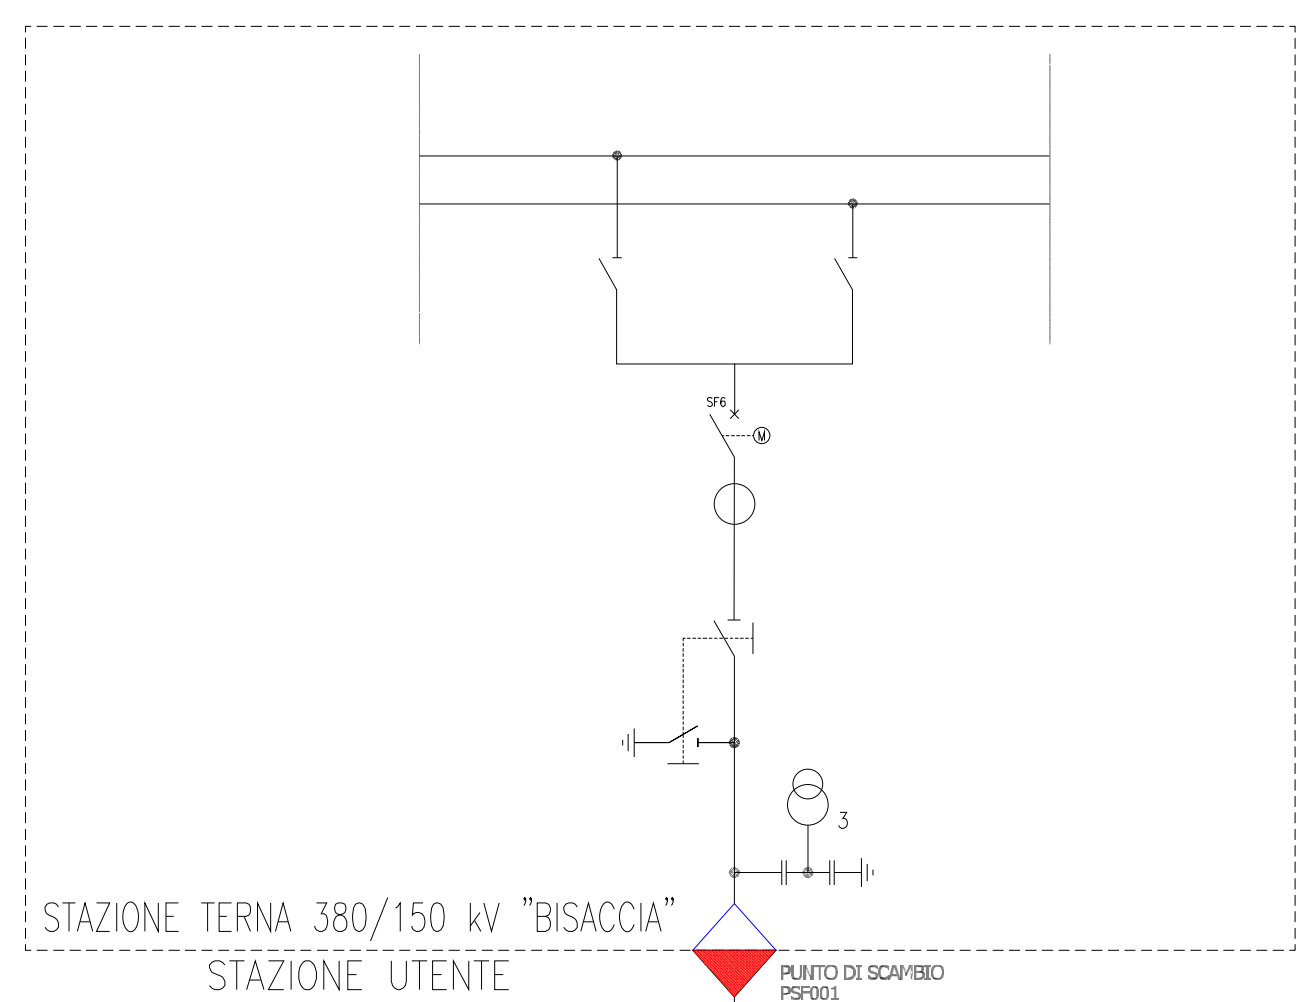 SF6
M
3
STAZIONE TERNA 380/150 kV "BISACCIA"
STAZIONE UTENTE
PUNTO DI SCAMBIO
PSF001